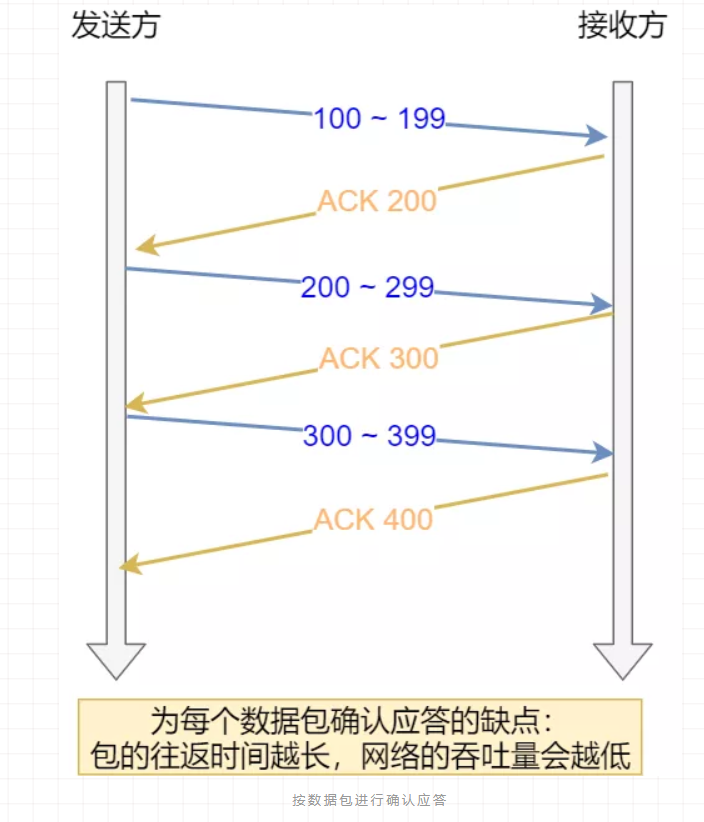 发送方
接收方
100 ~ 199
ACK 200
200 ~ 299
ACK 300
300 ~ 399
ACK 400
为每个数据包确认应答的缺点：
包的往返时间越长，网络的吞吐量会越低
按数据包进行确认应答